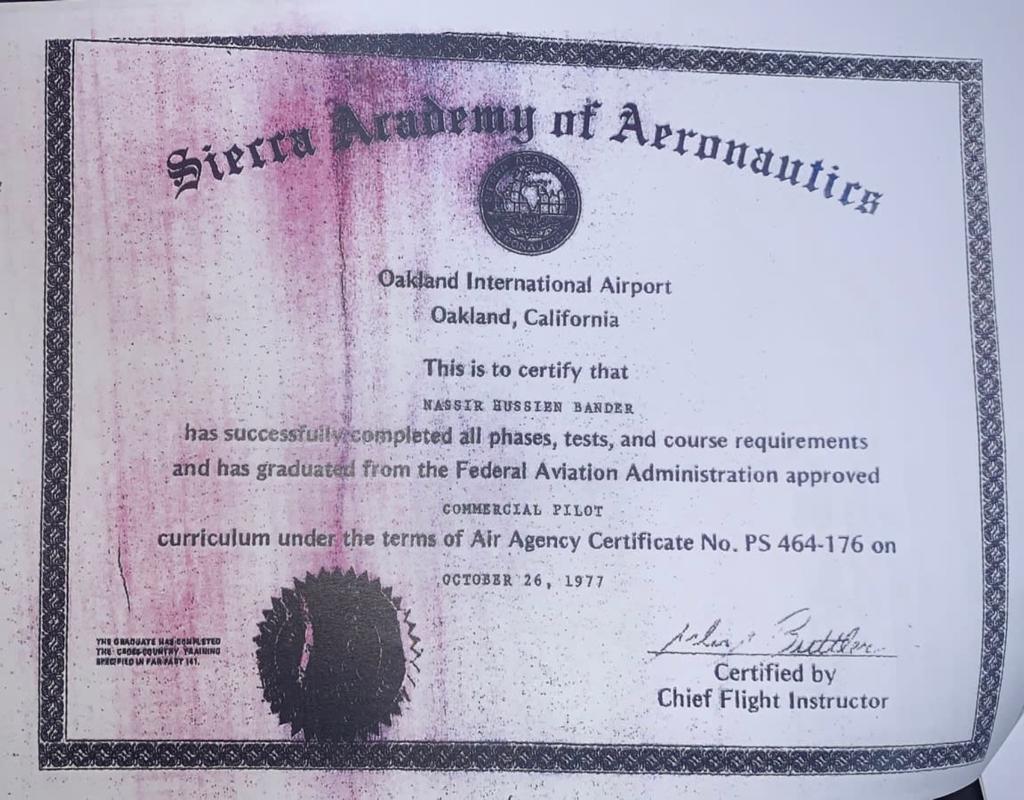 Sierra Academy of Aeronautics
Oakland International Airport
Oakland, California
This is to certify that
NASSIR HUSSIEN BANDER
has successfully completed all phases, tests, and course requirements
and has graduated from the Federal Aviation Administration approved
COMMERCIAL PILOT
curriculum under the terms of Air Agency Certificate No. PS 464-176 on
OCTOBER 26, 1977
THE GRADUATE HAS COMPLETED
THE CROSS-COUNTRY TRAINING
SPECIFIED IN FAR PART 141.
Certified by
Chief Flight Instructor